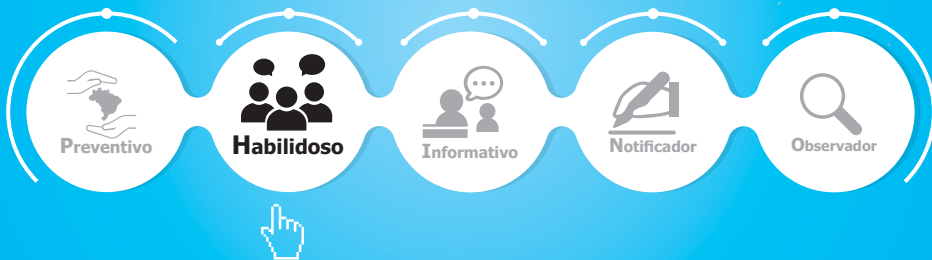 Preventivo
Habilidoso
Informativo
Notificador
Observador